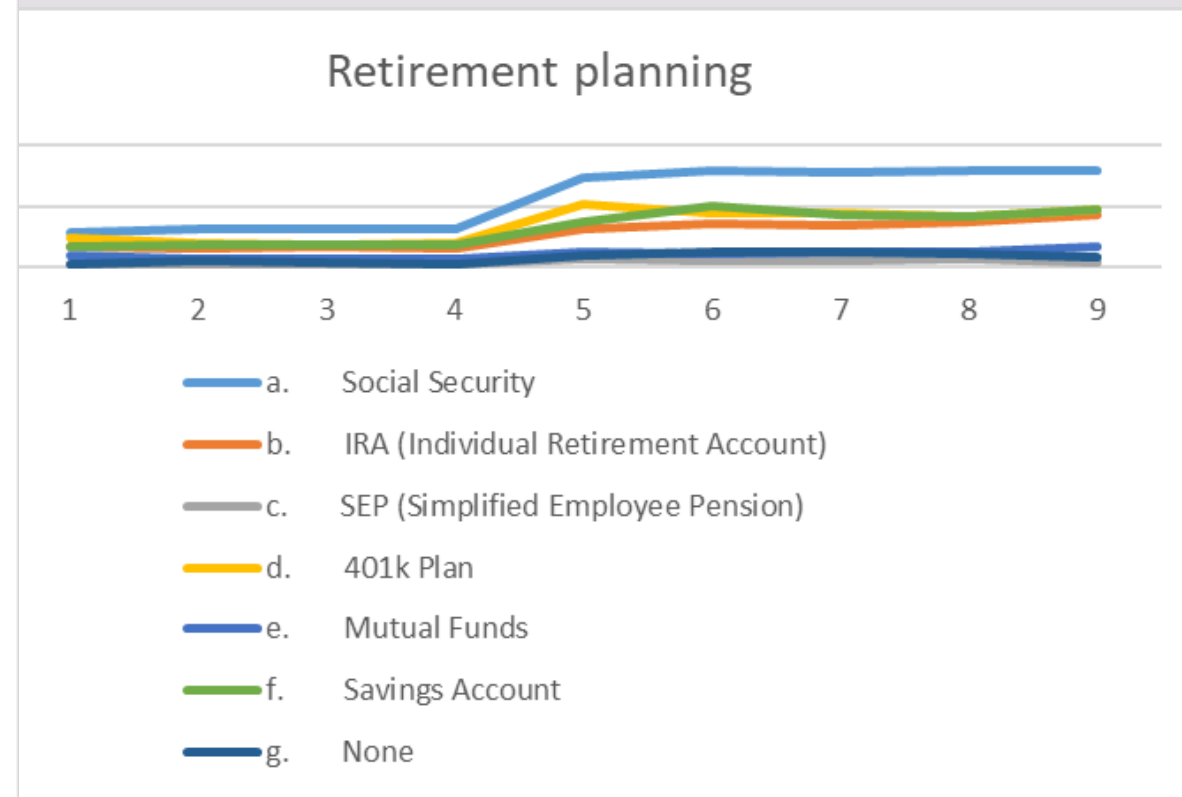 Retirement planning
1 2 3 4 5 6 7 8 9
a. Social Security
b. IRA (Individual Retirement Account)
c. SEP (Simplified Employee Pension)
d. 401k Plan
e. Mutual Funds
f. Savings Account
g. None